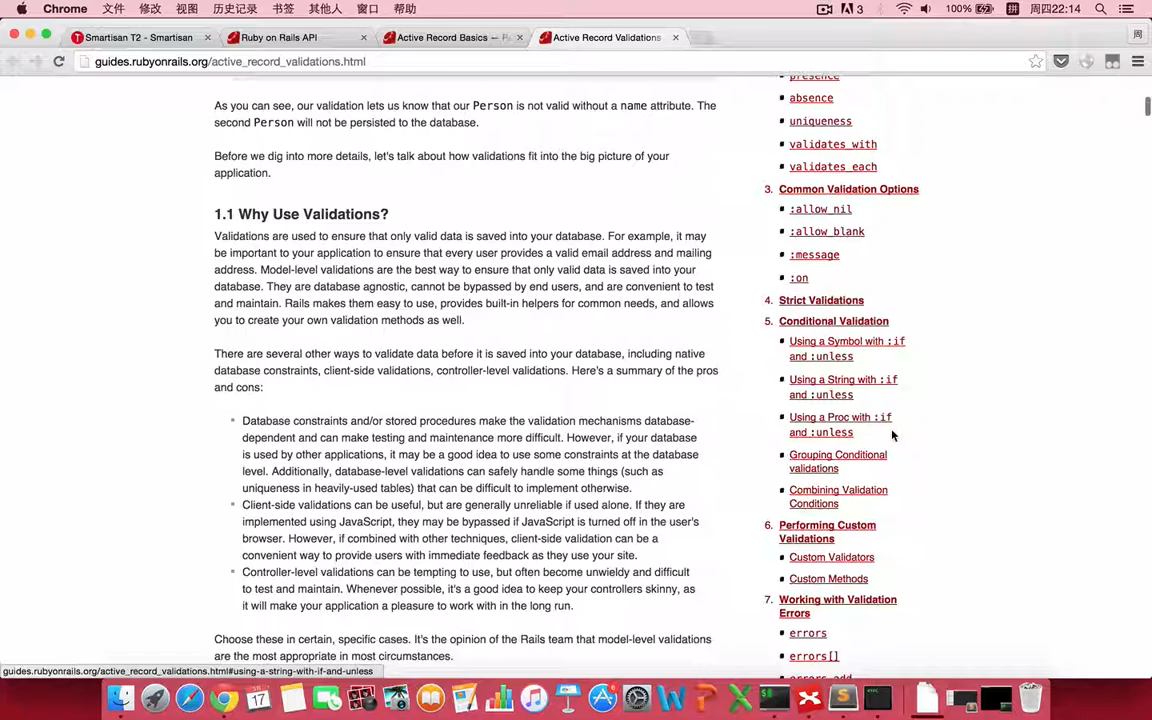 Chrome 文件 修改 视图 历史记录 书签 其他人 窗口 帮助
3 100% 拼 周四22:14
Smartisan T2 - Smartisan
Ruby on Rails API
Active Record Basics —
Active Record Validations
周
guides.rubyonrails.org/active_record_validations.html
As you can see, our validation lets us know that our Person is not valid without a name attribute. The
second Person will not be persisted to the database.
Before we dig into more details, let's talk about how validations fit into the big picture of your
application.
1.1 Why Use Validations?
Validations are used to ensure that only valid data is saved into your database. For example, it may
be important to your application to ensure that every user provides a valid email address and mailing
address. Model-level validations are the best way to ensure that only valid data is saved into your
database. They are database agnostic, cannot be bypassed by end users, and are convenient to test
and maintain. Rails makes them easy to use, provides built-in helpers for common needs, and allows
you to create your own validation methods as well.
There are several other ways to validate data before it is saved into your database, including native
database constraints, client-side validations, controller-level validations. Here's a summary of the pros
and cons:
Database constraints and/or stored procedures make the validation mechanisms database-
dependent and can make testing and maintenance more difficult. However, if your database
is used by other applications, it may be a good idea to use some constraints at the database
level. Additionally, database-level validations can safely handle some things (such as
uniqueness in heavily-used tables) that can be difficult to implement otherwise.
Client-side validations can be useful, but are generally unreliable if used alone. If they are
implemented using JavaScript, they may be bypassed if JavaScript is turned off in the user's
browser. However, if combined with other techniques, client-side validation can be a
convenient way to provide users with immediate feedback as they use your site.
Controller-level validations can be tempting to use, but often become unwieldy and difficult
to test and maintain. Whenever possible, it's a good idea to keep your controllers skinny, as
it will make your application a pleasure to work with in the long run.
Choose these in certain, specific cases. It's the opinion of the Rails team that model-level validations
are the most appropriate in most circumstances.
presence
absence
uniqueness
validates_with
validates_each
3. Common Validation Options
:allow_nil
:allow_blank
:message
:on
4. Strict Validations
5. Conditional Validation
Using a Symbol with :if
and :unless
Using a String with :if
and :unless
Using a Proc with :if
and :unless
Grouping Conditional
validations
Combining Validation
Conditions
6. Performing Custom
Validations
Custom Validators
Custom Methods
7. Working with Validation
Errors
errors
errors[]
errors.add
guides.rubyonrails.org/active_record_validations.html#using-a-string-with-if-and-unless
17